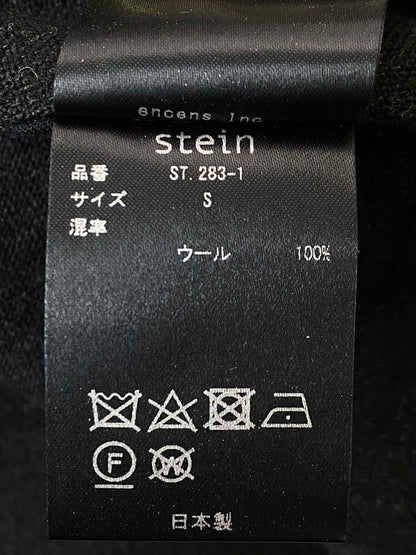 encens Inc
stein
品番 ST.283-1
サイズ S
混率
ウール 100%
F W
日本製